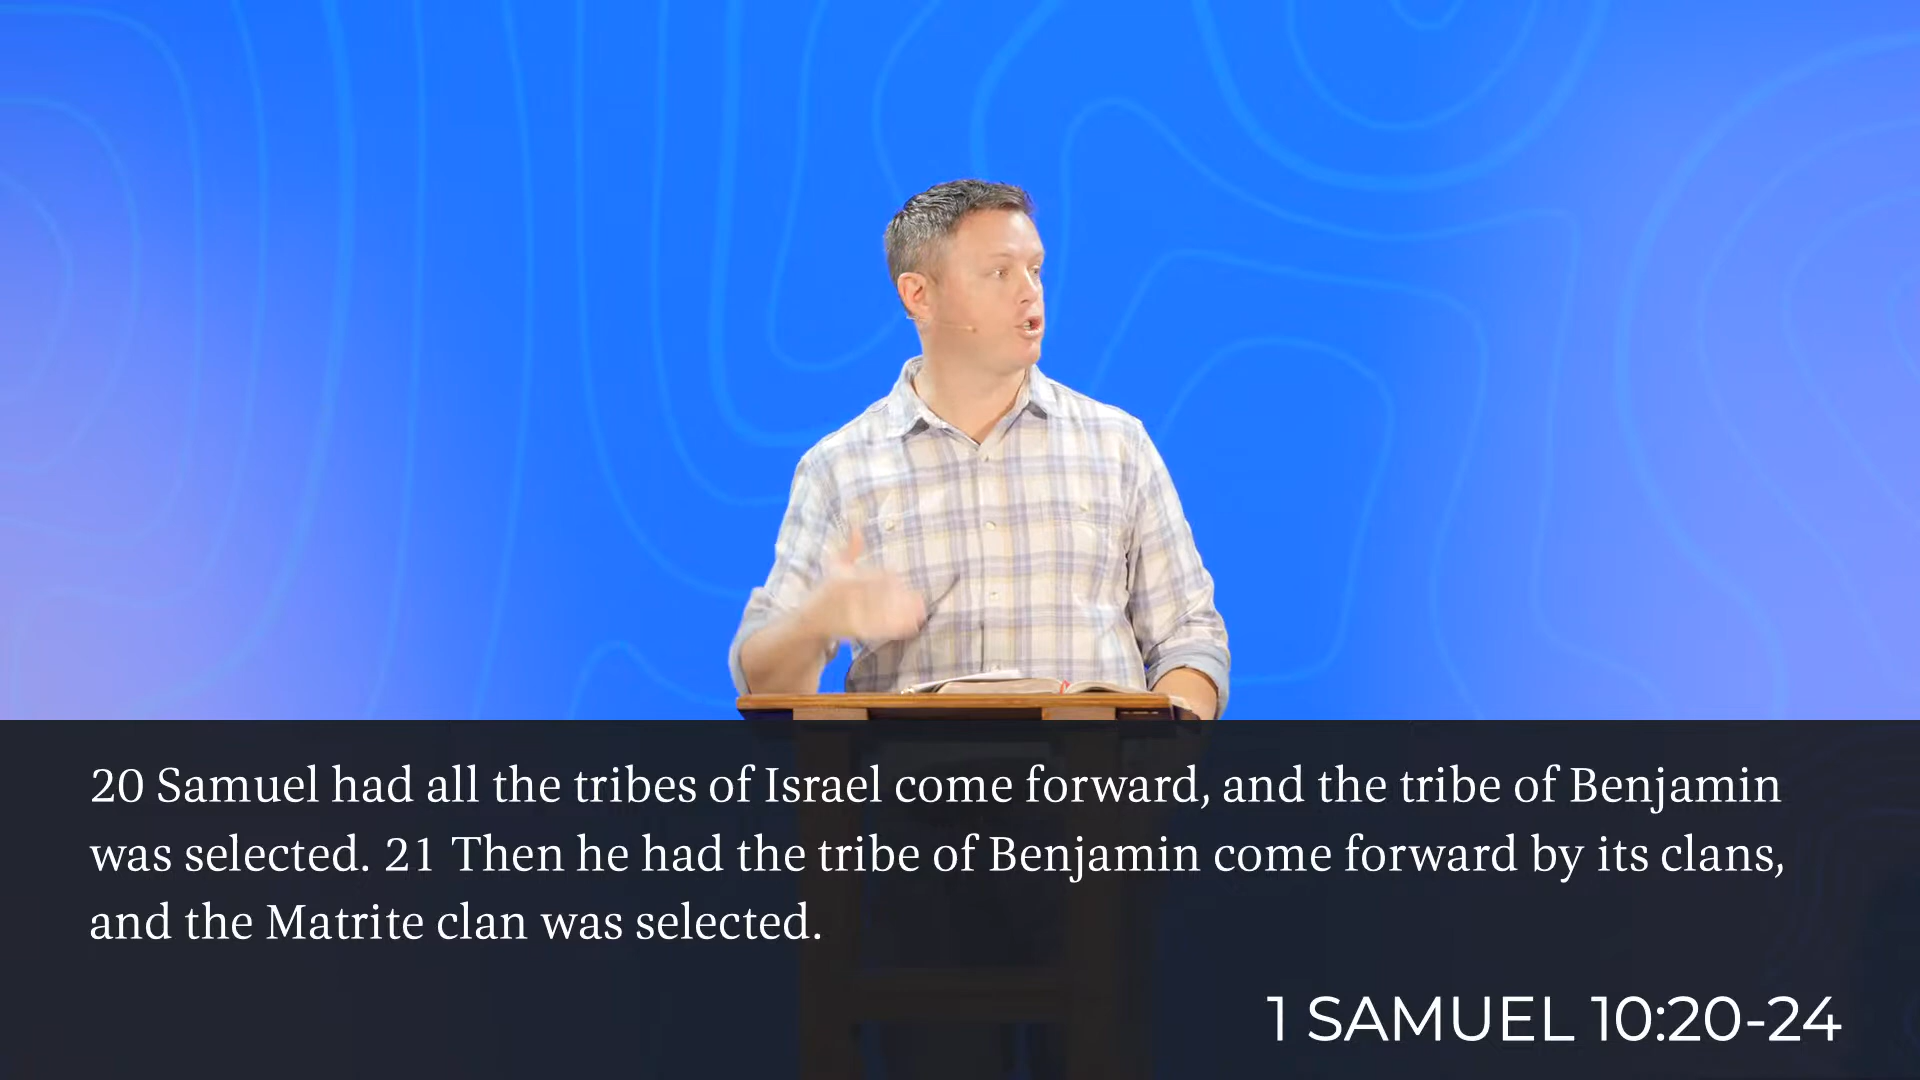 20 Samuel had all the tribes of Israel come forward, and the tribe of Benjamin
was selected. 21 Then he had the tribe of Benjamin come forward by its clans,
and the Matrite clan was selected.
1 SAMUEL 10:20-24